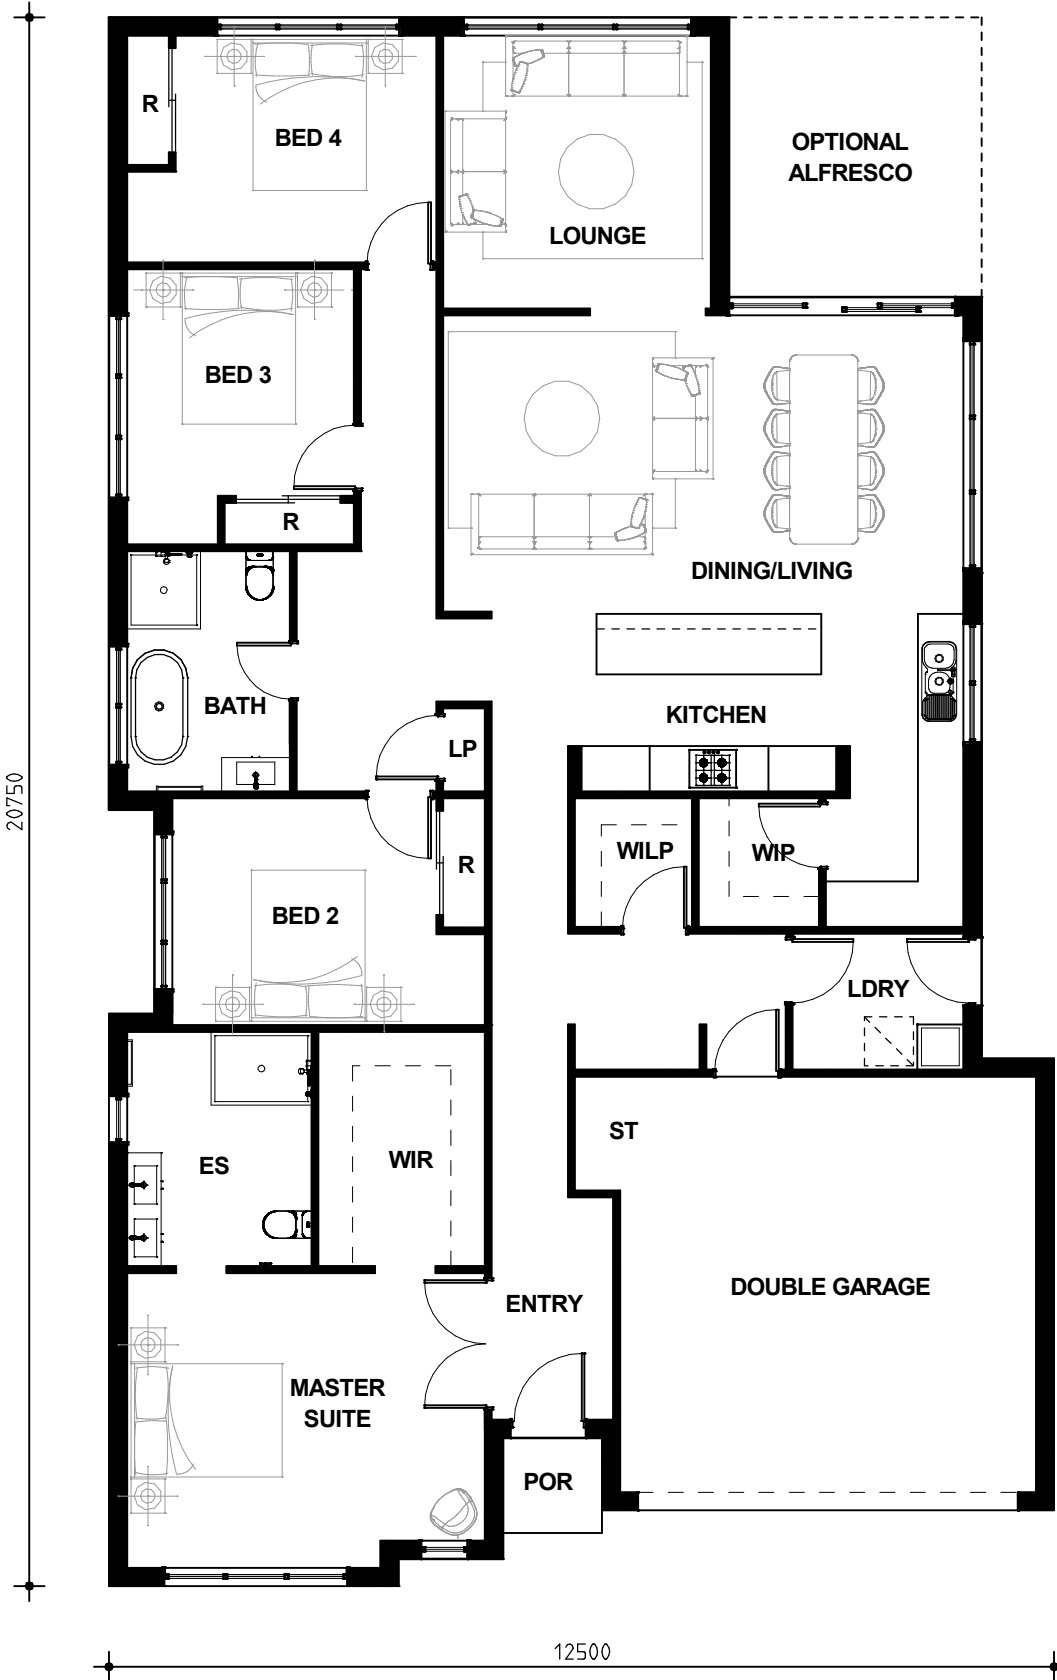 R
BED 4
OPTIONAL
ALFRESCO
LOUNGE
BED 3
R
DINING/LIVING
BATH
KITCHEN
LP
20750
WILP
WIP
R
BED 2
LDRY
ST
ES
WIR
DOUBLE GARAGE
ENTRY
MASTER
SUITE
POR
12500